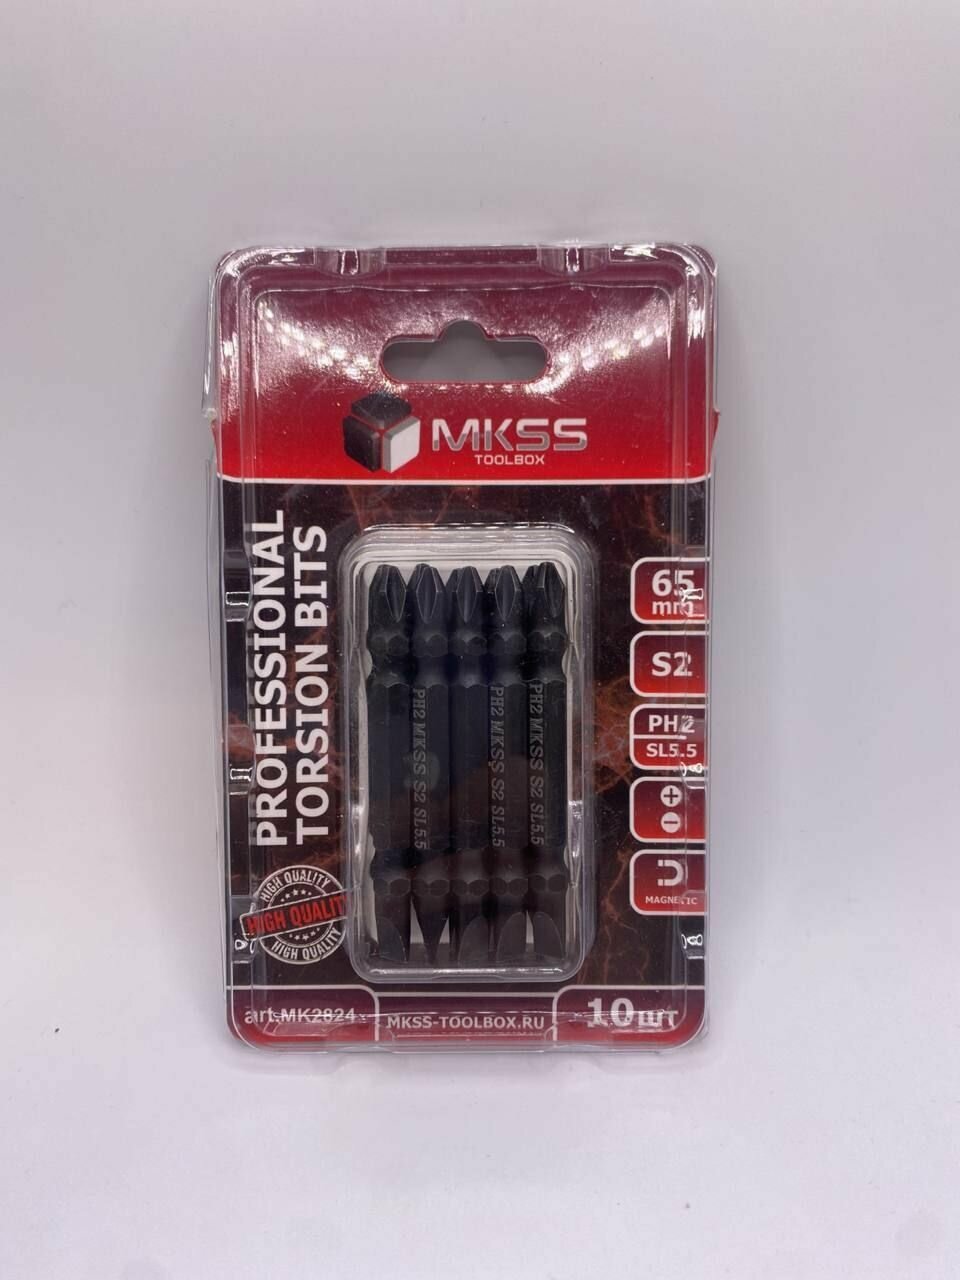 MKSS
TOOLBOX
PROFESSIONAL
TORSION BITS
65
mm
S2
PH2
SL5.5
MAGNETIC
PH2 MKSS S2 SL5.5
PH2 MKSS S2 SL5.5
PH2 MKSS S2 SL5.5
HIGH QUALITY
HIGH QUALITY
HIGH QUALITY
art.MK2824
MKSS-TOOLBOX.RU
10шт